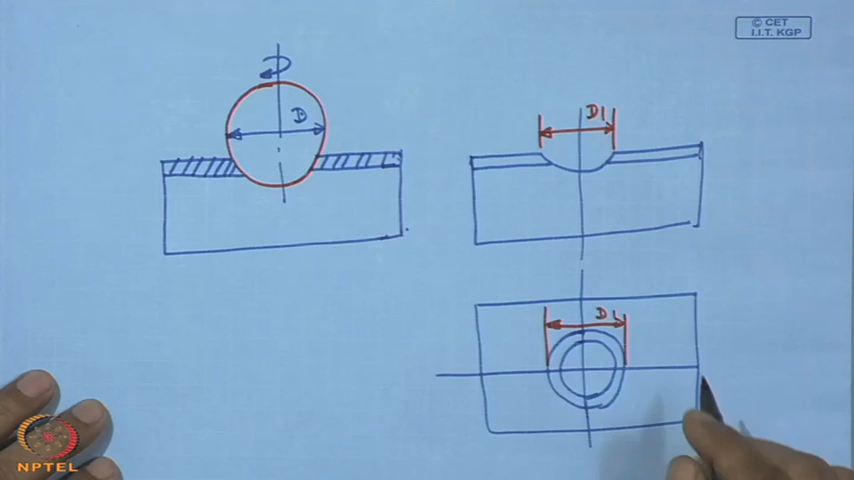 © CET
I.I.T. KGP
D
D1
D1
NPTEL